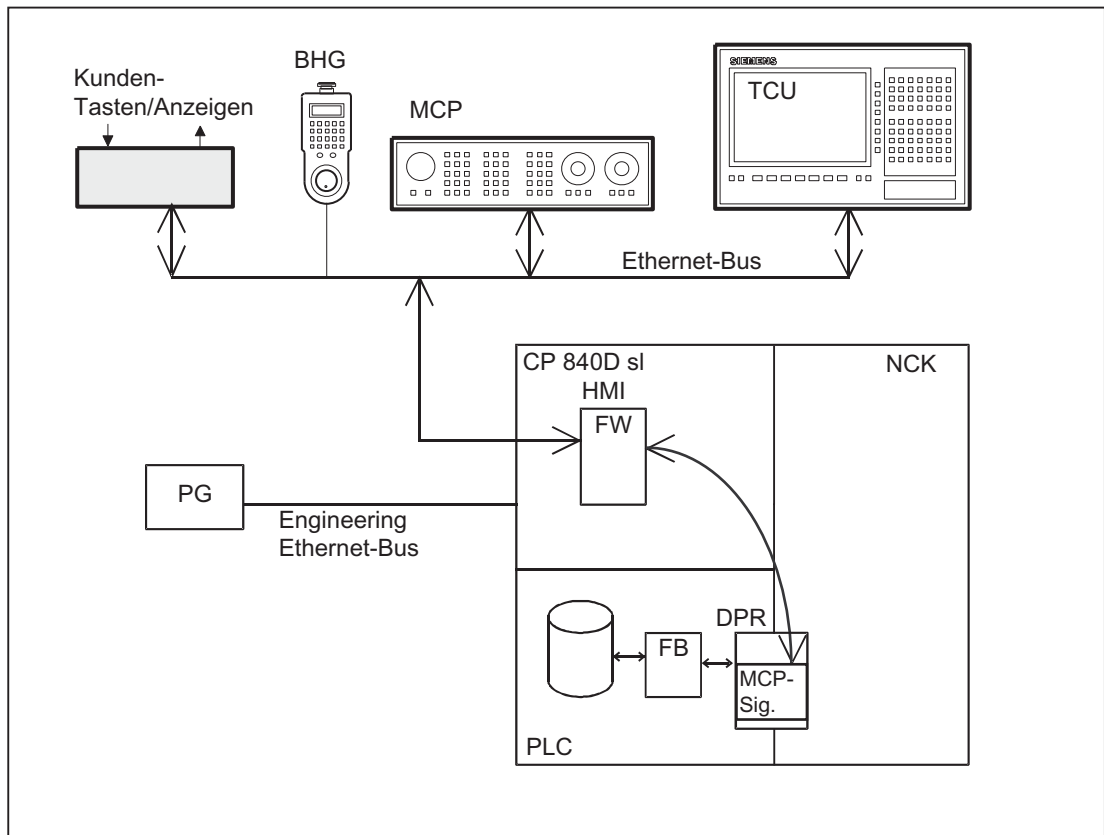 Kunden-
Tasten/Anzeigen
BHG
MCP
SIEMENS
TCU
Ethernet-Bus
CP 840D sl
HMI
FW
NCK
PG
Engineering
Ethernet-Bus
DPR
FB
MCP-
Sig.
PLC